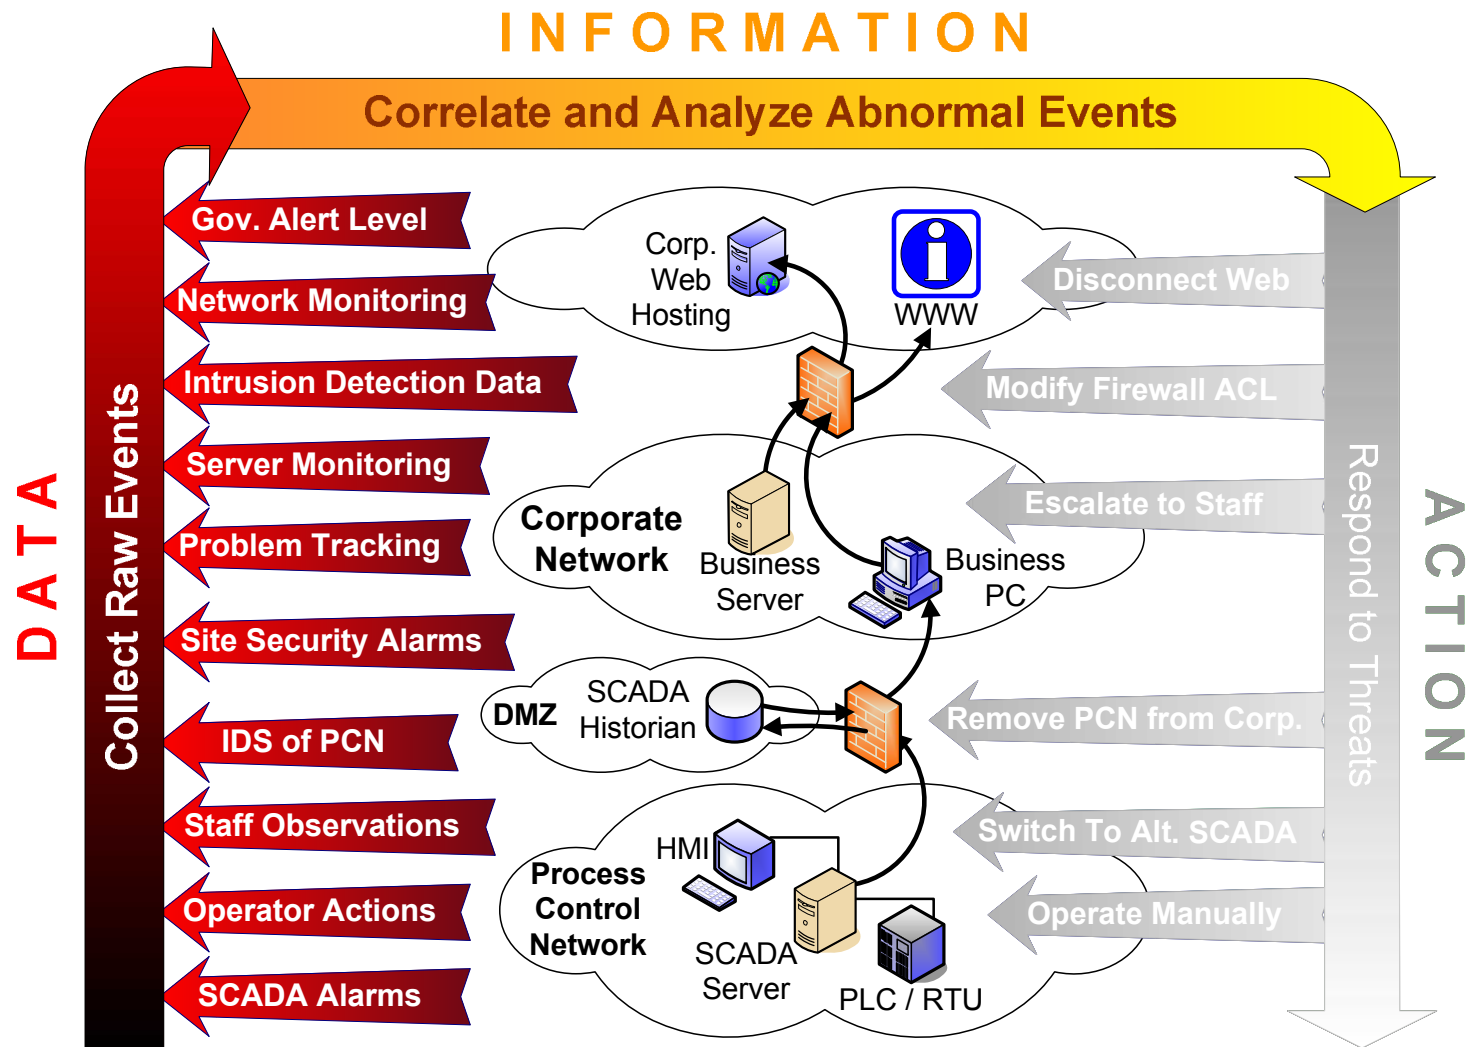 INFORMATION
Correlate and Analyze Abnormal Events
DATA
Collect Raw Events
Gov. Alert Level
Network Monitoring
Intrusion Detection Data
Server Monitoring
Problem Tracking
Site Security Alarms
IDS of PCN
Staff Observations
Operator Actions
SCADA Alarms
Corp.
Web
Hosting
WWW
Corporate
Network
Business
Server
Business
PC
DMZ
SCADA
Historian
HMI
Process
Control
Network
SCADA
Server
PLC / RTU
Disconnect Web
Modify Firewall ACL
Escalate to Staff
Remove PCN from Corp.
Switch To Alt. SCADA
Operate Manually
Respond to Threats
ACTION